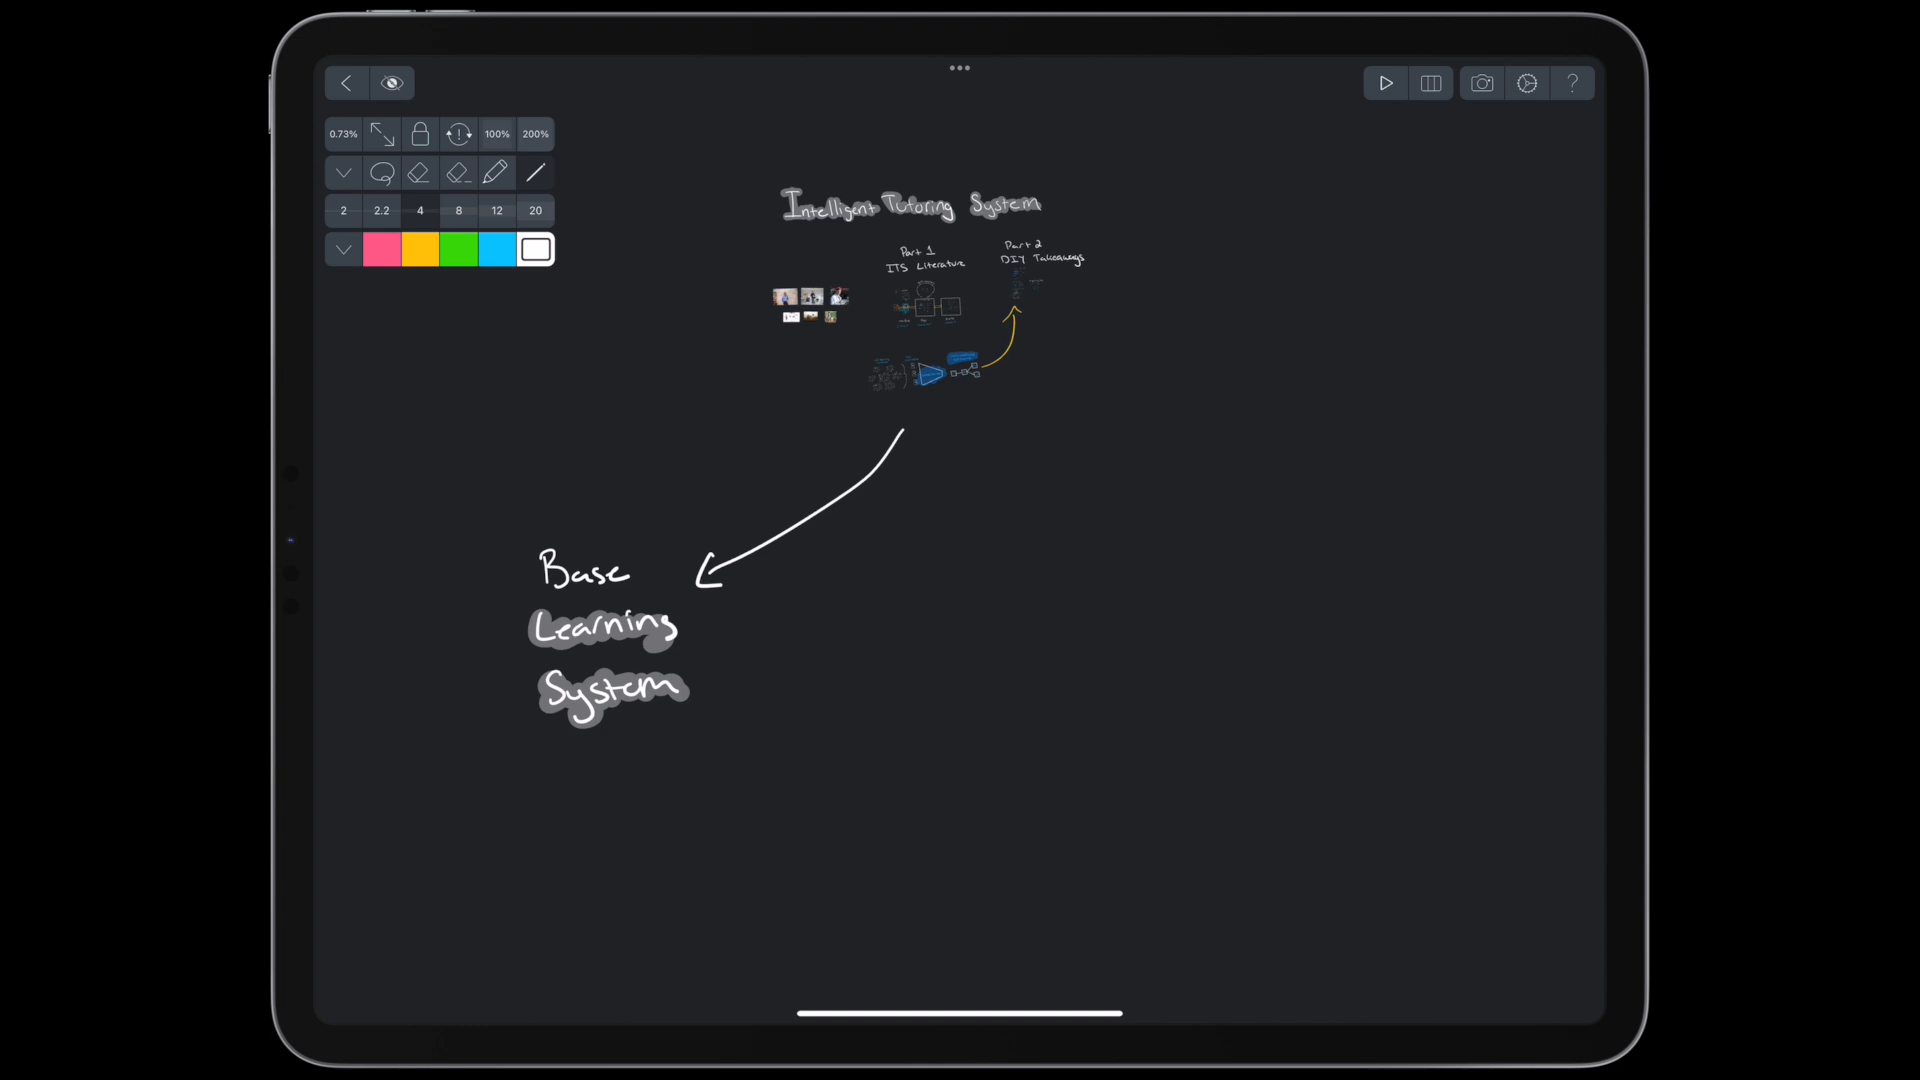 0.73%
100%
200%
2
2.2
4
8
12
20
?
Intelligent Tutoring System
Part 1
ITS Literature
Part 2
DIY Takeaways
Base
Learning
System